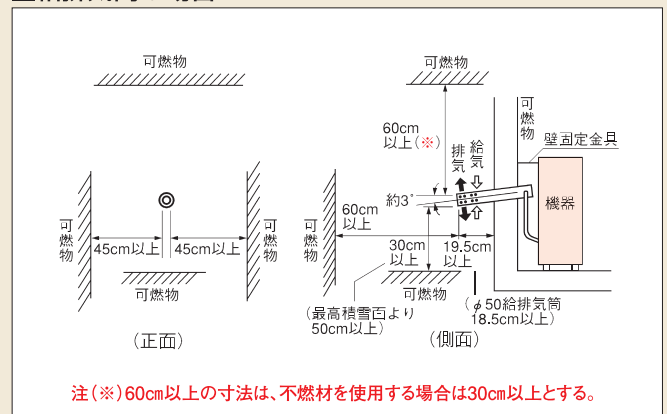 可燃物
可燃物
可燃物
45cm以上
45cm以上
可燃物
(正面)
可燃物
60cm
以上(※)
可燃物
壁固定金具
排気
給気
機器
約3°
可燃物
60cm
以上
30cm
以上
19.5cm
以上
可燃物
(最高積雪面より
50cm以上)
(φ50給排気筒
18.5cm以上)
(側面)
注(※)60cm以上の寸法は、不燃材を使用する場合は30cm以上とする。